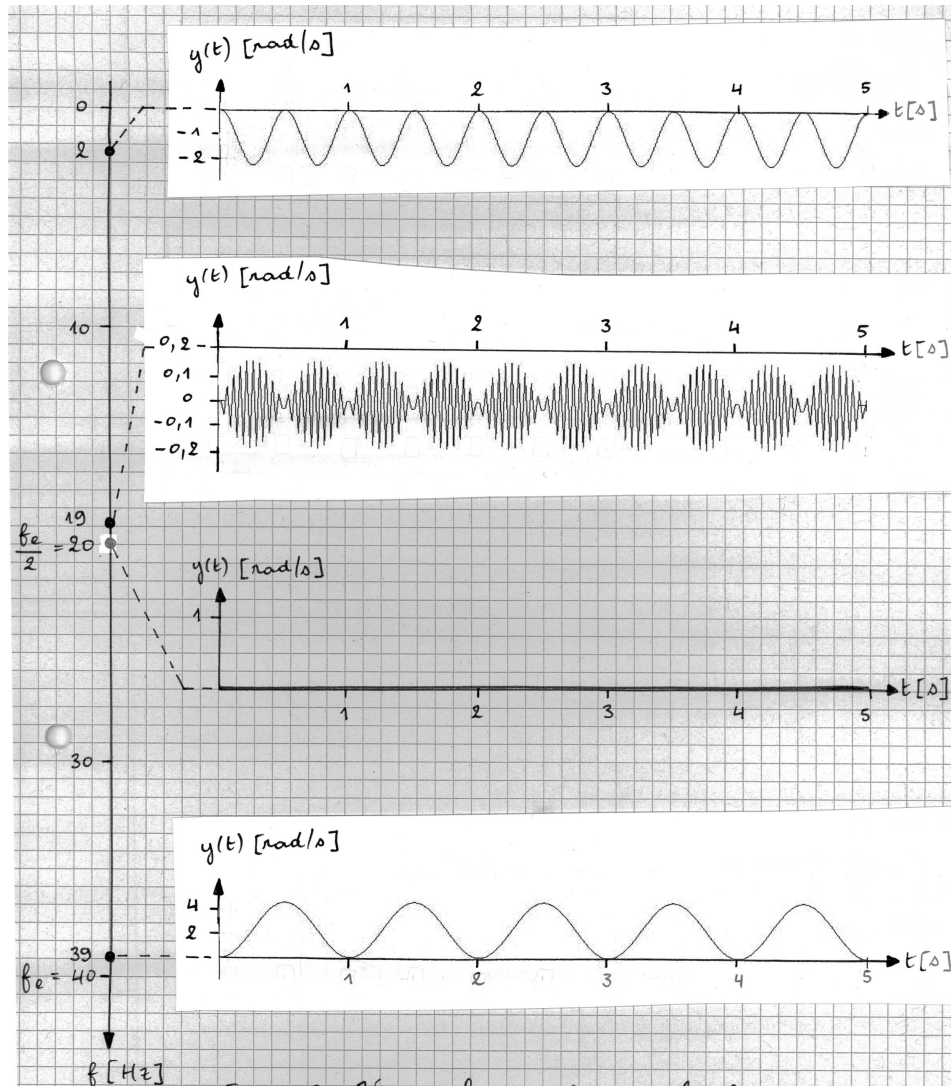 y(t) [rad/s]
1 2 3 4 5
t[s]
0
-1
2
-2
y(t) [rad/s]
10
1 2 3 4 5
0,2
t[s]
0,1
0
-0,1
-0,2
19
fe/2 = 20
y(t) [rad/s]
1
t[s]
1 2 3 4 5
30
y(t) [rad/s]
4
2
39
t[s]
1 2 3 4 5
fe = 40
f [Hz]